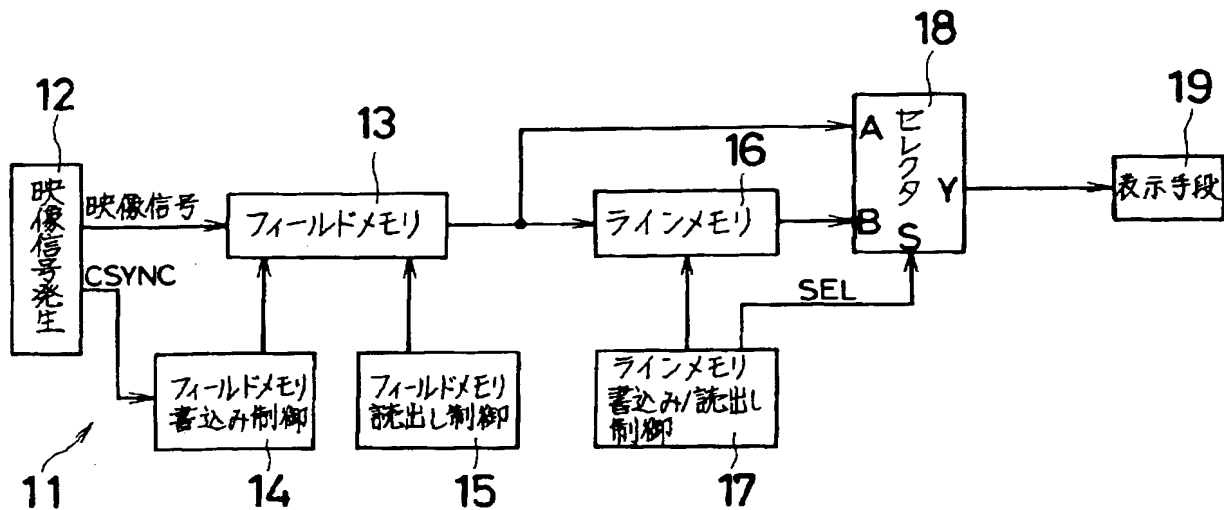 12
映像信号発生
映像信号
CSYNC
13
フィールドメモリ
16
ラインメモリ
18
セレクタ
A
B
S
Y
19
表示手段
SEL
フィールドメモリ
書込み制御
フィールドメモリ
読出し制御
ラインメモリ
書込み/読出し
制御
11
14
15
17